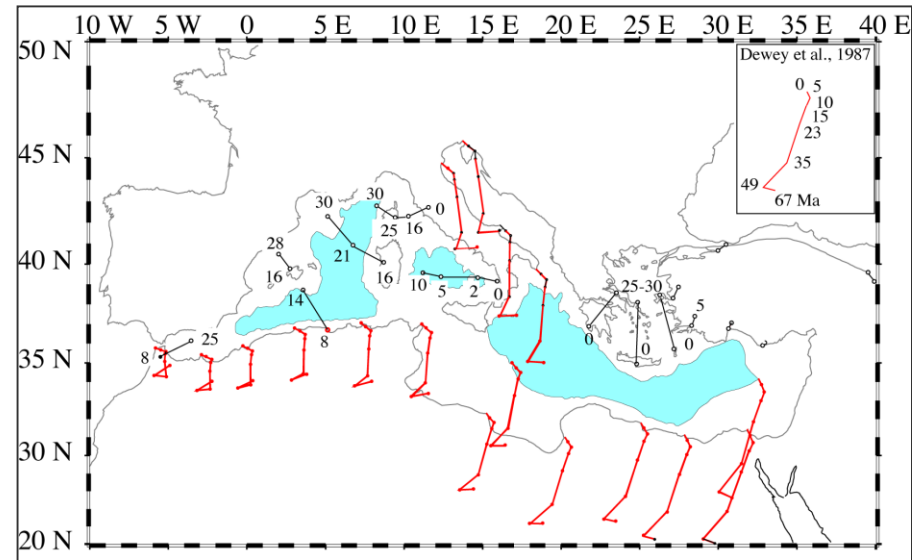 10 W 5 W 0 5 E 10 E 15 E 20 E 25 E 30 E 35 E 40 E
50 N
Dewey et al., 1987
0 5
10
15
23
35
49
67 Ma
45 N
30 30 0
25 16
28
21
16 16
40 N
10 5 2 0
25-30
14
5
0 0 0
8
25
8
35 N
30 N
20 N